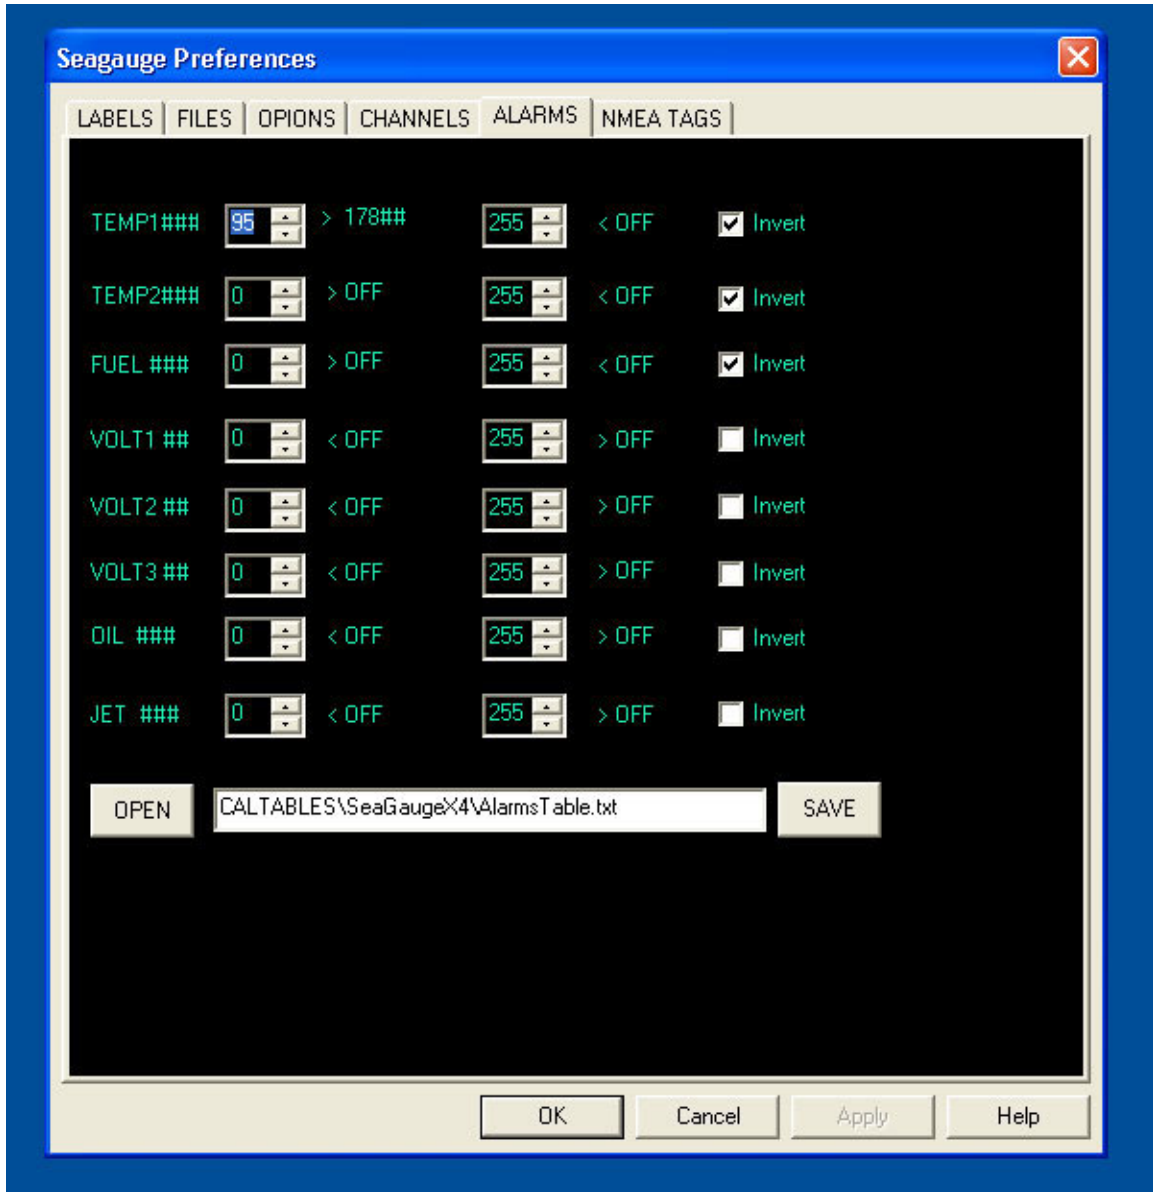 Seagauge Preferences
LABELS FILES OPIONS CHANNELS ALARMS NMEA TAGS
TEMP1### 95 > 178## 255 < OFF Invert
TEMP2### 0 > OFF 255 < OFF Invert
FUEL ### 0 > OFF 255 < OFF Invert
VOLT1 ## 0 < OFF 255 > OFF Invert
VOLT2 ## 0 < OFF 255 > OFF Invert
VOLT3 ## 0 < OFF 255 > OFF Invert
OIL ### 0 < OFF 255 > OFF Invert
JET ### 0 < OFF 255 > OFF Invert
OPEN CALTABLES\SeaGaugeX4\AlarmsTable.txt SAVE
OK Cancel Apply Help